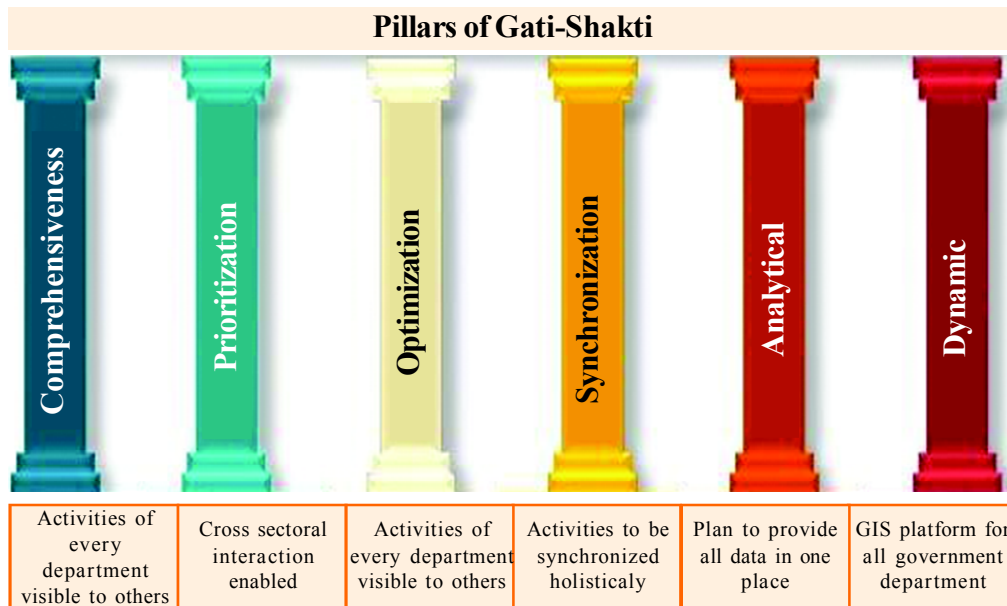 Pillars of Gati-Shakti
Comprehensiveness
Prioritization
Optimization
Synchronization
Analytical
Dynamic
Activities of
every
department
visible to others
Cross sectoral
interaction
enabled
Activities of
every department
visible to others
Activities to be
synchronized
holisticaly
Plan to provide
all data in one
place
GIS platform for
all government
department